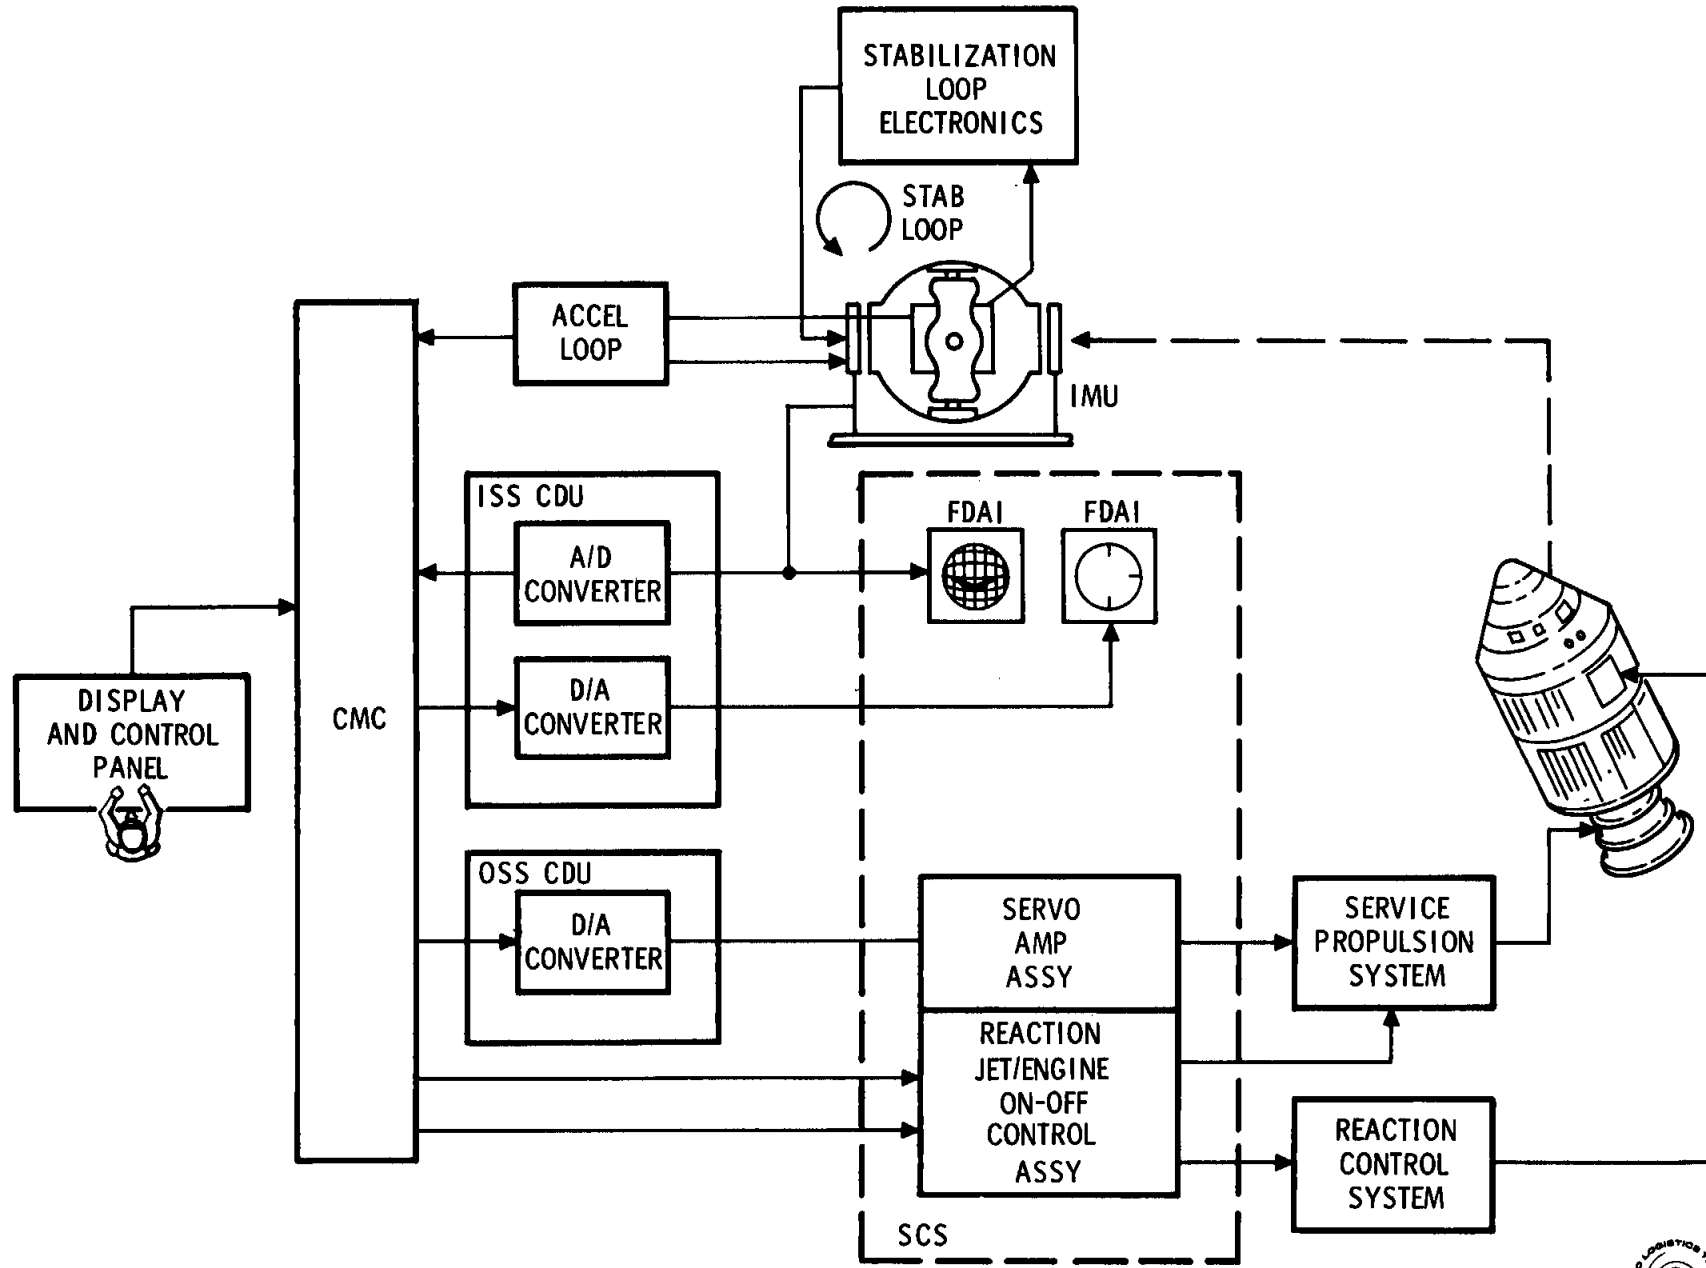 STABILIZATION
LOOP
ELECTRONICS
STAB
LOOP
ACCEL
LOOP
IMU
ISS CDU
A/D
CONVERTER
FDAI
FDAI
D/A
CONVERTER
DISPLAY
AND CONTROL
PANEL
CMC
OSS CDU
D/A
CONVERTER
SERVO
AMP
ASSY
SERVICE
PROPULSION
SYSTEM
REACTION
JET/ENGINE
ON-OFF
CONTROL
ASSY
REACTION
CONTROL
SYSTEM
SCS
LOGISTICS